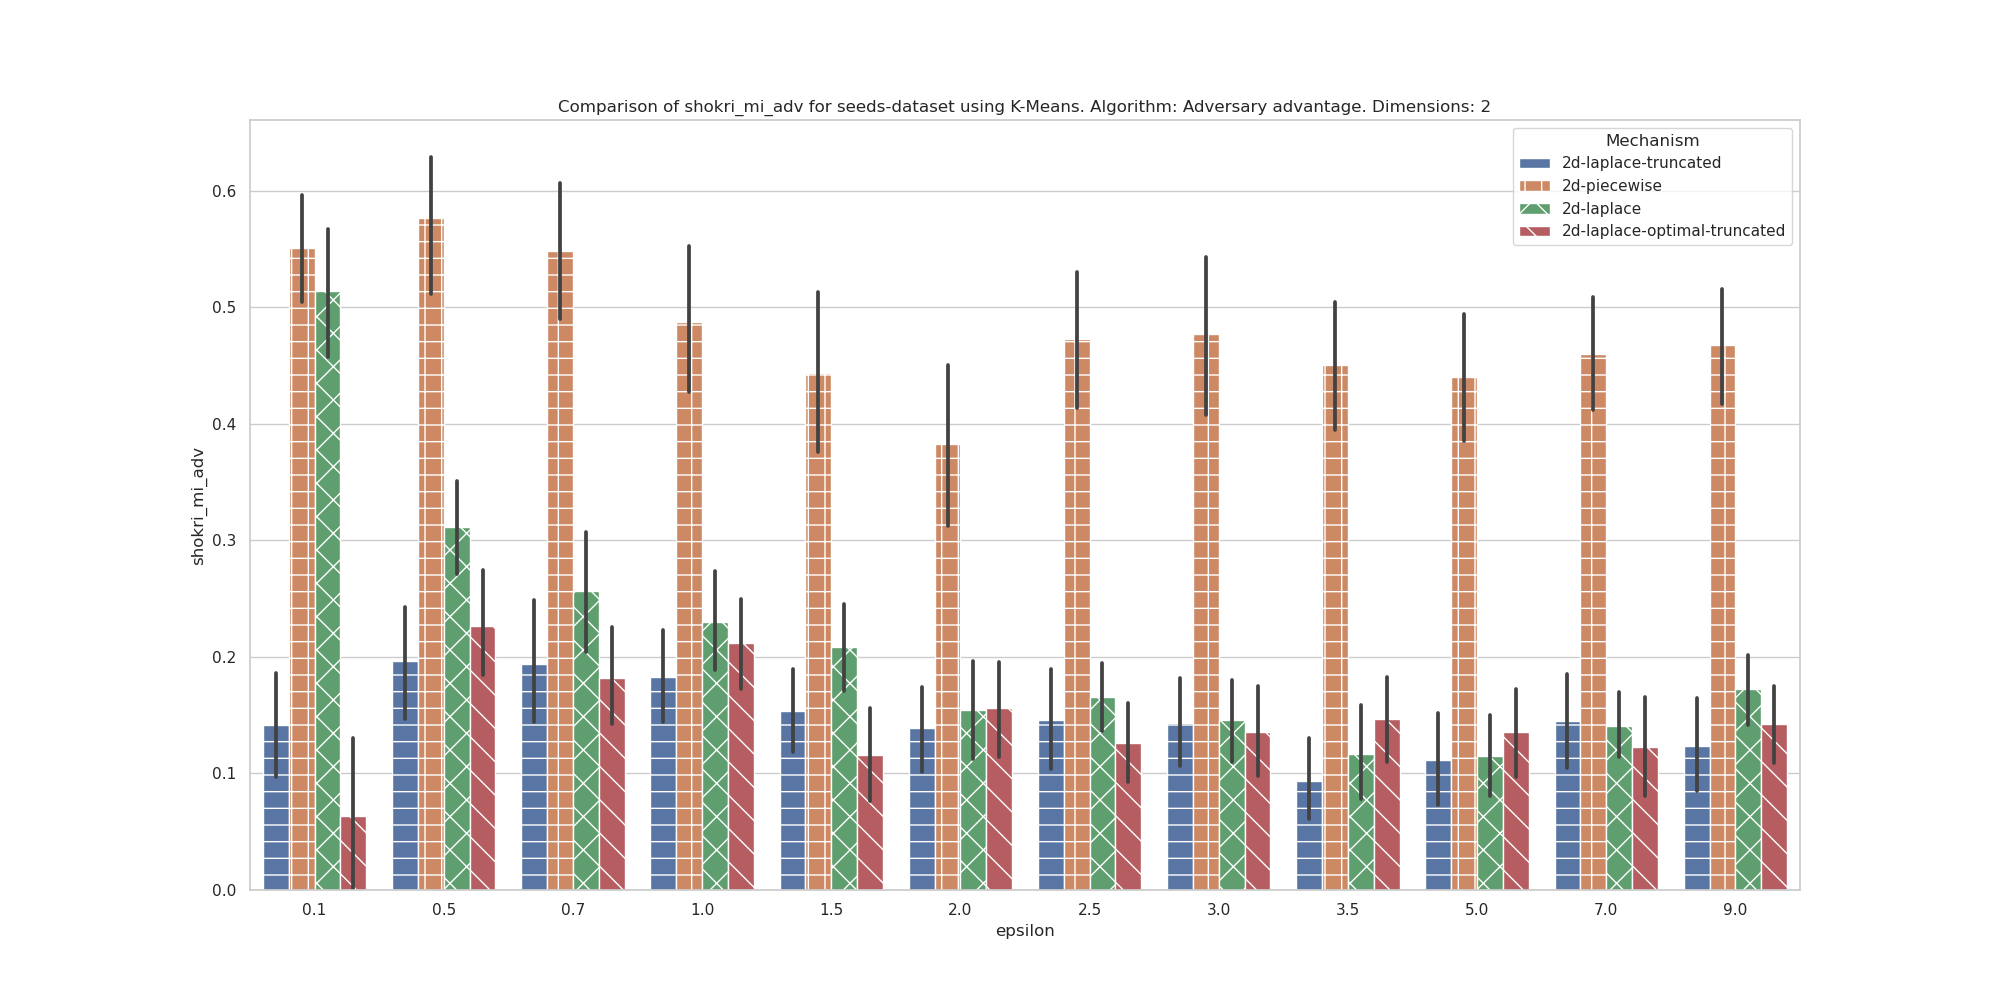 Comparison of shokri_mi_adv for seeds-dataset using K-Means. Algorithm: Adversary advantage. Dimensions: 2
Mechanism
2d-laplace-truncated
2d-piecewise
2d-laplace
2d-laplace-optimal-truncated
shokri_mi_adv
0.6
0.5
0.4
0.3
0.2
0.1
0.0
0.1 0.5 0.7 1.0 1.5 2.0 2.5 3.0 3.5 5.0 7.0 9.0
epsilon